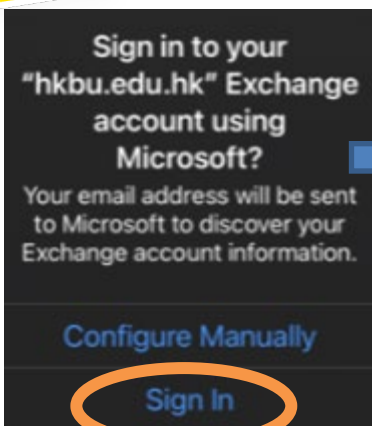 Sign in to your
“hkbu.edu.hk” Exchange
account using
Microsoft?
Your email address will be sent
to Microsoft to discover your
Exchange account information.
Configure Manually
Sign In